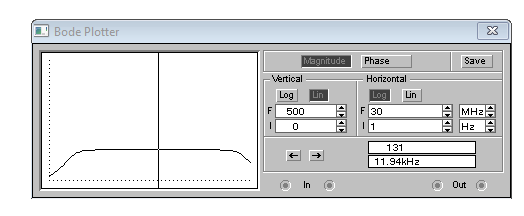 Bode Plotter
Magnitude Phase Save
Vertical Horizontal
Log Lin Log Lin
F 500 F 30 MHz
I 0 I 1 Hz
← → 131
11.94kHz
In Out